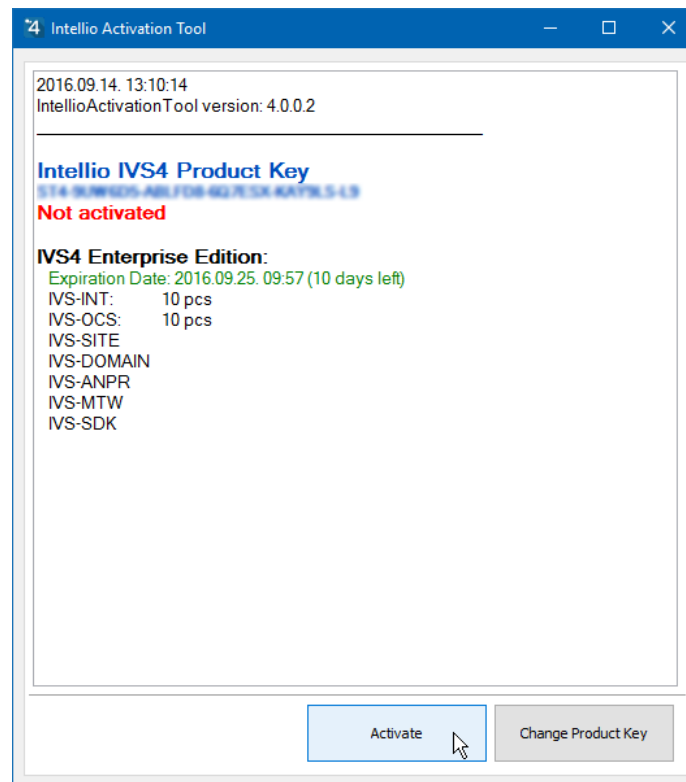 Intellio Activation Tool
2016.09.14. 13:10:14
IntellioActivationTool version: 4.0.0.2
Intellio IVS4 Product Key
Not activated
IVS4 Enterprise Edition:
Expiration Date: 2016.09.25. 09:57 (10 days left)
IVS-INT: 10 pcs
IVS-OCS: 10 pcs
IVS-SITE
IVS-DOMAIN
IVS-ANPR
IVS-MTW
IVS-SDK
Activate
Change Product Key